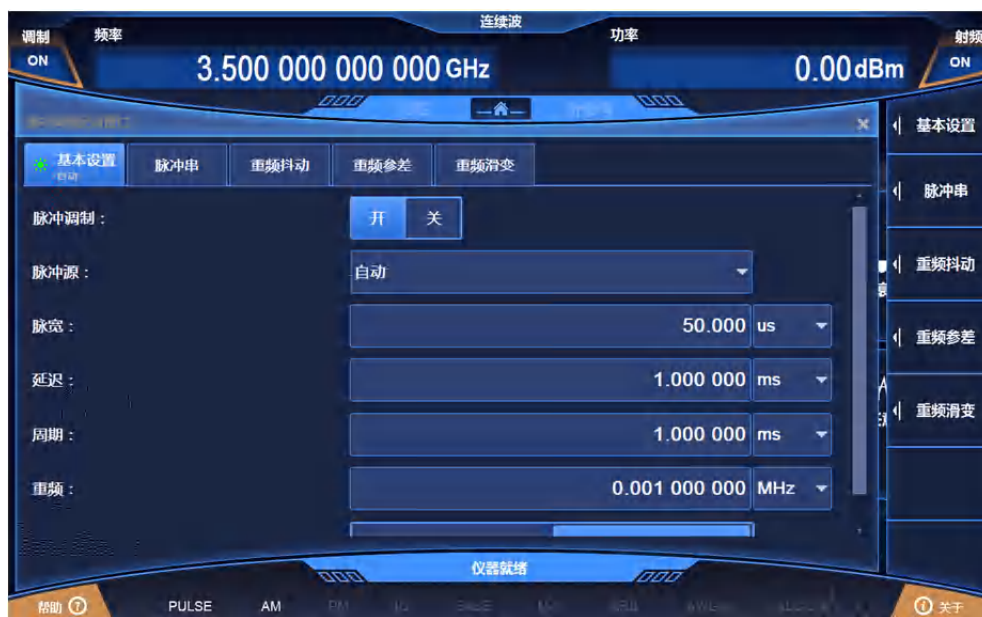 连续波
调制 频率 功率 射频
ON 3.500 000 000 000 GHz 0.00 dBm ON
基本设置
自动
脉冲串
重频抖动
重频参差
重频滑变
脉冲调制： 开 关
脉冲源： 自动
脉宽： 50.000 us
延迟： 1.000 000 ms
周期： 1.000 000 ms
重频： 0.001 000 000 MHz
基本设置
脉冲串
重频抖动
重频参差
重频滑变
仪器就绪
帮助 PULSE AM 关于